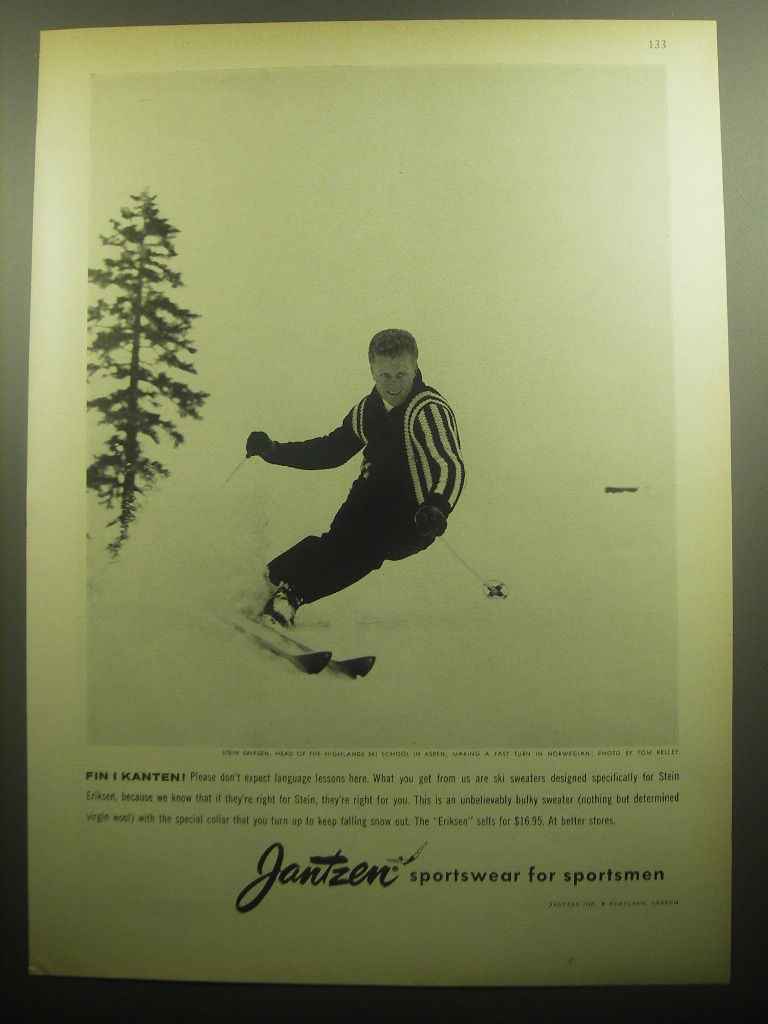 133
STEIN ERIKSEN, HEAD OF THE HIGHLANDS SKI SCHOOL IN ASPEN, MAKING A FAST TURN IN NORWEGIAN; PHOTO BY TOM KELLEY.
FIN I KANTEN! Please don't expect language lessons here. What you get from us are ski sweaters designed specifically for Stein
Eriksen, because we know that if they're right for Stein, they're right for you. This is an unbelievably bulky sweater (nothing but determined
virgin wool) with the special collar that you turn up to keep falling snow out. The "Eriksen" sells for $16.95. At better stores.
Jantzen® sportswear for sportsmen
JANTZEN INC. • PORTLAND, OREGON